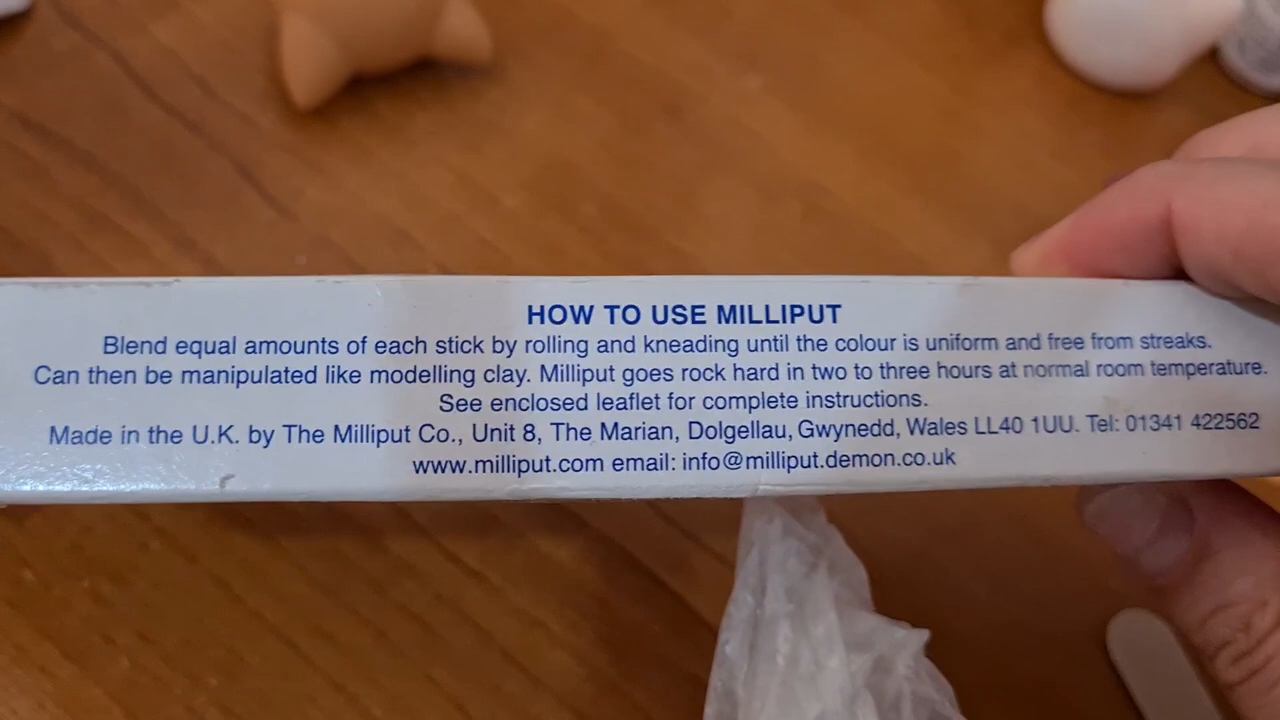 HOW TO USE MILLIPUT
Blend equal amounts of each stick by rolling and kneading until the colour is uniform and free from streaks.
Can then be manipulated like modelling clay. Milliput goes rock hard in two to three hours at normal room temperature.
See enclosed leaflet for complete instructions.
Made in the U.K. by The Milliput Co., Unit 8, The Marian, Dolgellau, Gwynedd, Wales LL40 1UU. Tel: 01341 422562
www.milliput.com email: info@milliput.demon.co.uk